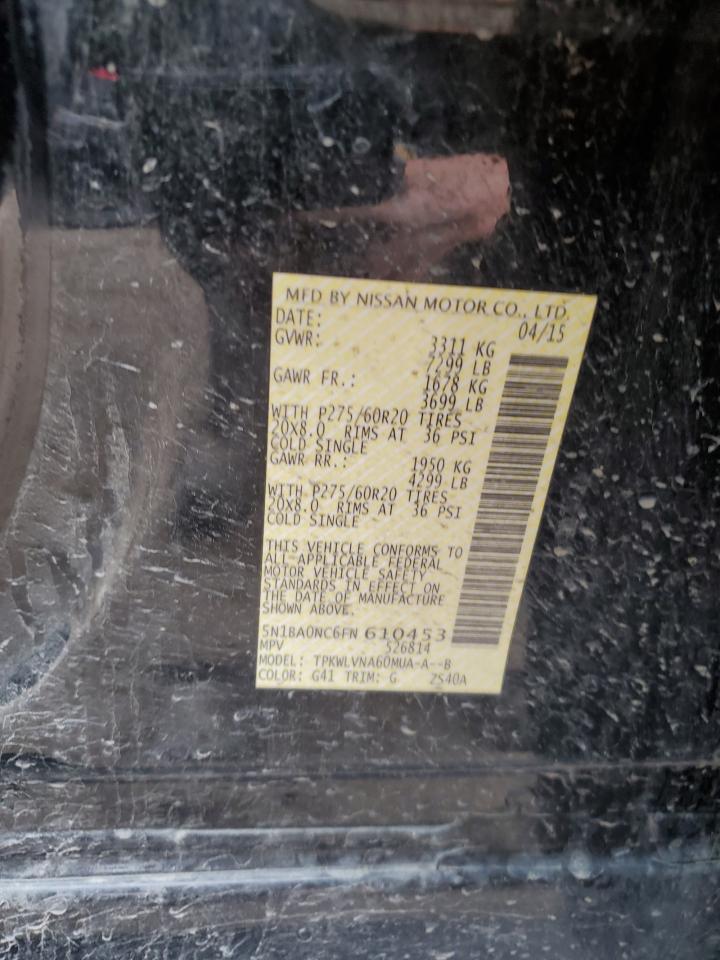 MFD BY NISSAN MOTOR CO., LTD.
DATE: 04/15
GVWR: 3311 KG
7299 LB
GAWR FR.: 1678 KG
3699 LB
WITH P275/60R20 TIRES
20X8.0 RIMS AT 36 PSI
COLD SINGLE
GAWR RR.: 1950 KG
4299 LB
WITH P275/60R20 TIRES
20X8.0 RIMS AT 36 PSI
COLD SINGLE
THIS VEHICLE CONFORMS TO
ALL APPLICABLE FEDERAL
MOTOR VEHICLE SAFETY
STANDARDS IN EFFECT ON
THE DATE OF MANUFACTURE
SHOWN ABOVE.
5N1BA0NC6FN 610453
MPV 526814
MODEL: TPKWLVNA60MUA-A--B
COLOR: G41 TRIM: G 2S40A